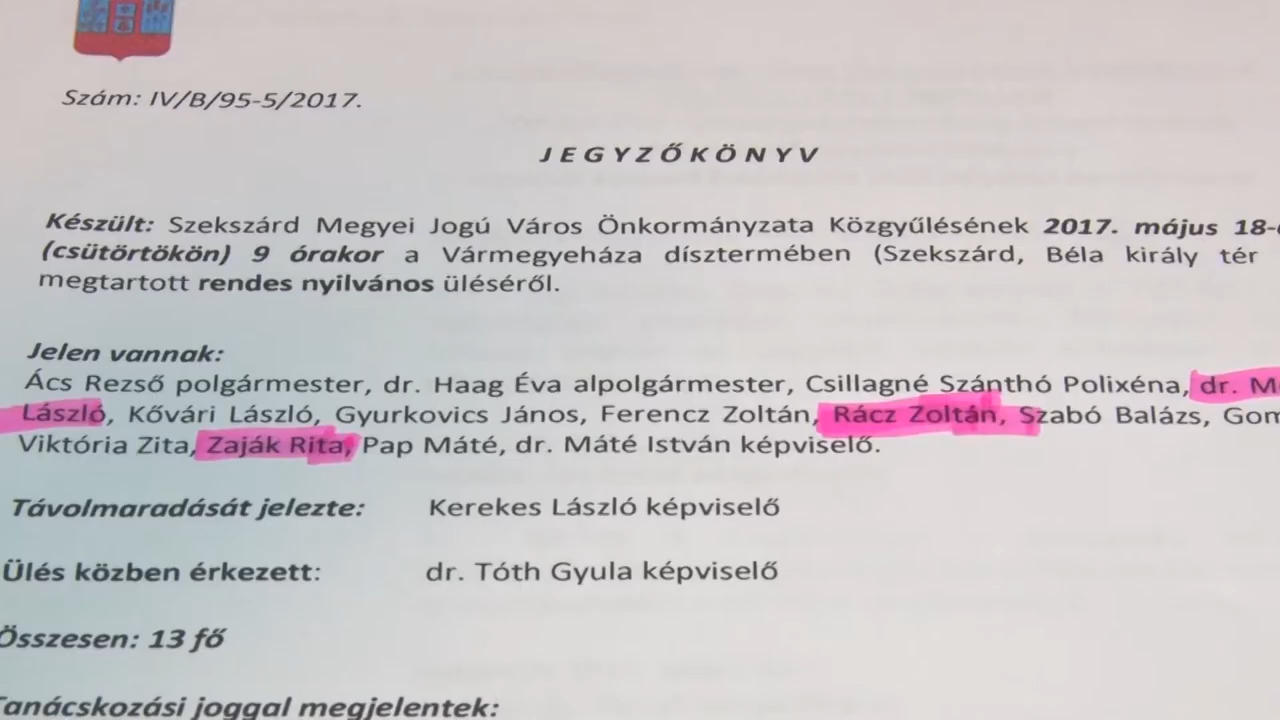 Szám: IV/B/95-5/2017.
JEGYZŐKÖNYV
Készült: Szekszárd Megyei Jogú Város Önkormányzata Közgyűlésének 2017. május
(csütörtökön) 9 órakor a Vármegyeháza dísztermében (Szekszárd, Béla király tér
megtartott rendes nyilvános üléséről.
Jelen vannak:
Ács Rezső polgármester, dr. Haag Éva alpolgármester, Csillagné Szánthó Polixéna, dr.
László, Kővári László, Gyurkovics János, Ferencz Zoltán, Rácz Zoltán, Szabó Balázs,
Viktória Zita, Zaják Rita, Pap Máté, dr. Máté István képviselő.
Távolmaradását jelezte: Kerekes László képviselő
Ülés közben érkezett: dr. Tóth Gyula képviselő
Összesen: 13 fő
Tanácskozási joggal megjelentek: